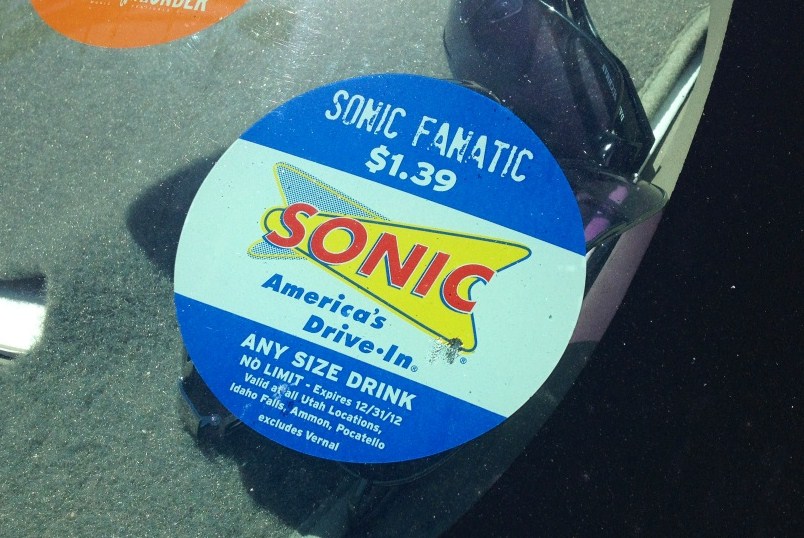 SONIC FANATIC
$1.39
SONIC
America's
Drive•In®
ANY SIZE DRINK
NO LIMIT - Expires 12/31/12
Valid at all Utah Locations,
Idaho Falls, Ammon, Pocatello
excludes Vernal